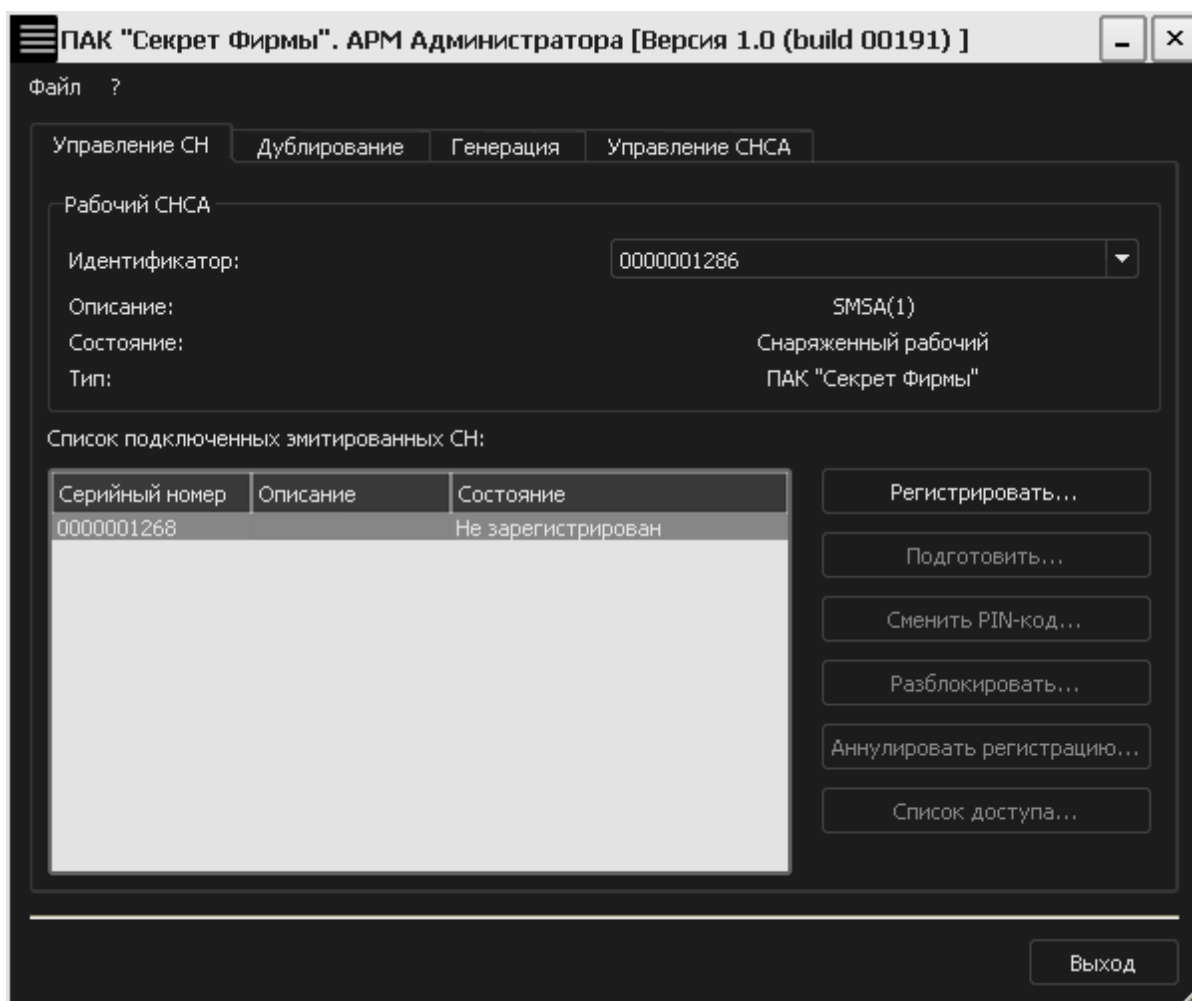 ПАК "Секрет Фирмы". АРМ Администратора [Версия 1.0 (build 00191) ]
Файл ?
Управление СН Дублирование Генерация Управление СНСА
Рабочий СНСА
Идентификатор: 0000001286
Описание: SMSA(1)
Состояние: Снаряженный рабочий
Тип: ПАК "Секрет Фирмы"
Список подключенных эмитированных СН:
Серийный номер Описание Состояние
0000001268 Не зарегистрирован
Регистрировать...
Подготовить...
Сменить PIN-код...
Разблокировать...
Аннулировать регистрацию...
Список доступа...
Выход